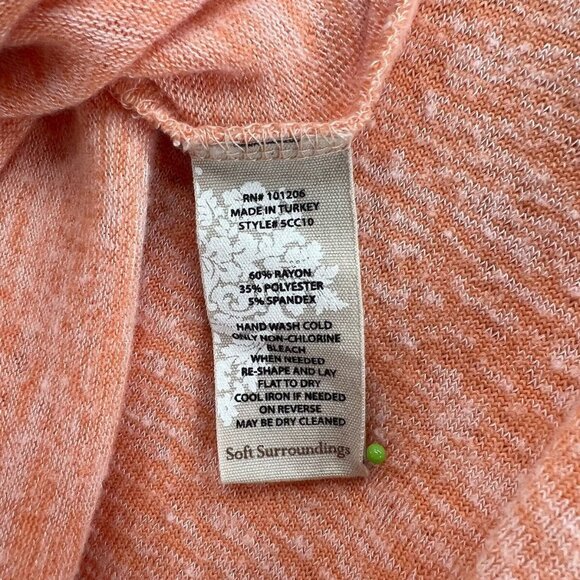 RN# 101206
MADE IN TURKEY
STYLE# 5CC10
60% RAYON
35% POLYESTER
5% SPANDEX
HAND WASH COLD
ONLY NON-CHLORINE
BLEACH
WHEN NEEDED
RE-SHAPE AND LAY
FLAT TO DRY
COOL IRON IF NEEDED
ON REVERSE
MAY BE DRY CLEANED
Soft Surroundings